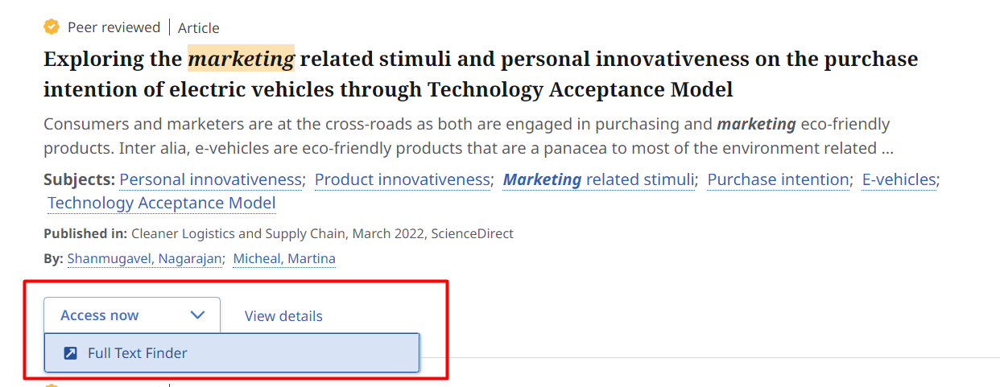 Peer reviewed | Article
Exploring the marketing related stimuli and personal innovativeness on the purchase
intention of electric vehicles through Technology Acceptance Model
Consumers and marketers are at the cross-roads as both are engaged in purchasing and marketing eco-friendly
products. Inter alia, e-vehicles are eco-friendly products that are a panacea to most of the environment related ...
Subjects: Personal innovativeness; Product innovativeness; Marketing related stimuli; Purchase intention; E-vehicles;
Technology Acceptance Model
Published in: Cleaner Logistics and Supply Chain, March 2022, ScienceDirect
By: Shanmugavel, Nagarajan; Micheal, Martina
Access now View details
Full Text Finder